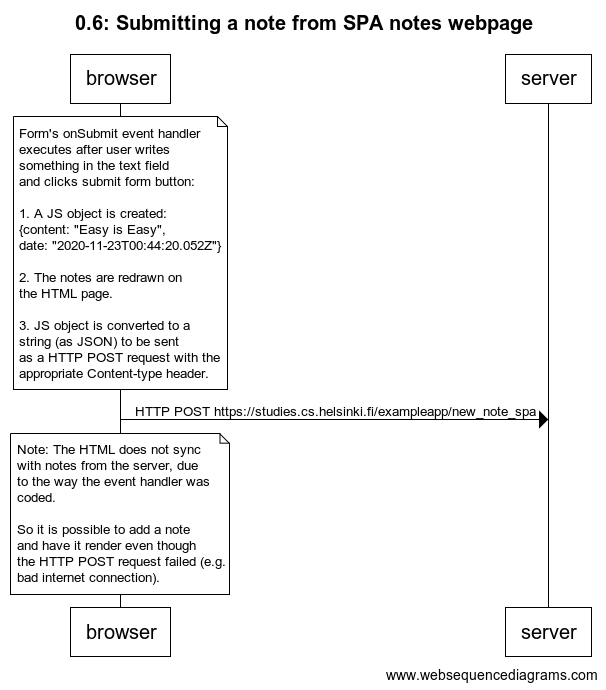 0.6: Submitting a note from SPA notes webpage
browser
server
Form's onSubmit event handler
executes after user writes
something in the text field
and clicks submit form button:
1. A JS object is created:
{content: "Easy is Easy",
date: "2020-11-23T00:44:20.052Z"}
2. The notes are redrawn on
the HTML page.
3. JS object is converted to a
string (as JSON) to be sent
as a HTTP POST request with the
appropriate Content-type header.
HTTP POST https://studies.cs.helsinki.fi/exampleapp/new_note_spa
Note: The HTML does not sync
with notes from the server, due
to the way the event handler was
coded.
So it is possible to add a note
and have it render even though
the HTTP POST request failed (e.g.
bad internet connection).
browser
server
www.websequencediagrams.com